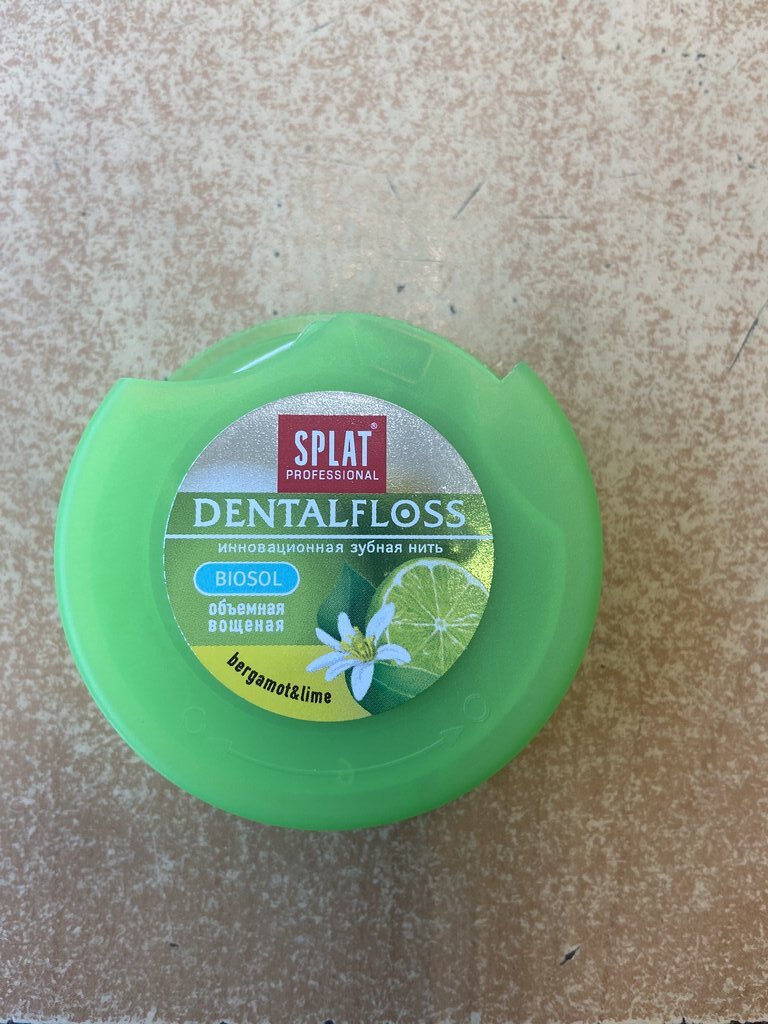 SPLAT®
PROFESSIONAL
DENTALFLOSS
инновационная зубная нить
BIOSOL
объемная
вощеная
bergamot&lime